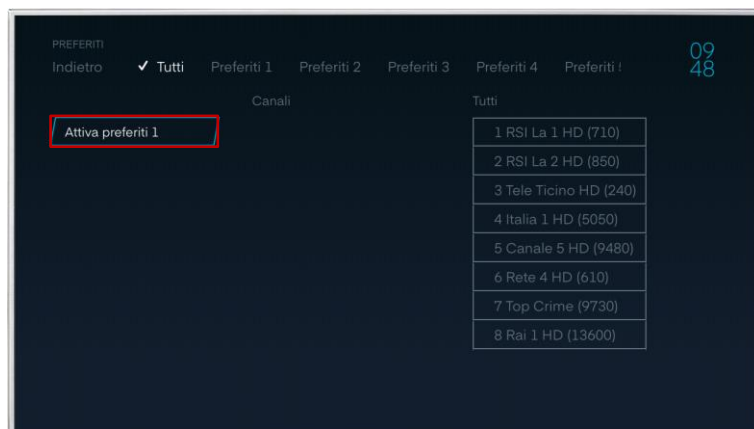 PREFERITI
Indietro ✓ Tutti Preferiti 1 Preferiti 2 Preferiti 3 Preferiti 4 Preferiti
09
48
Canali Tutti
Attiva preferiti 1
1 RSI La 1 HD (710)
2 RSI La 2 HD (850)
3 Tele Ticino HD (240)
4 Italia 1 HD (5050)
5 Canale 5 HD (9480)
6 Rete 4 HD (610)
7 Top Crime (9730)
8 Rai 1 HD (13600)